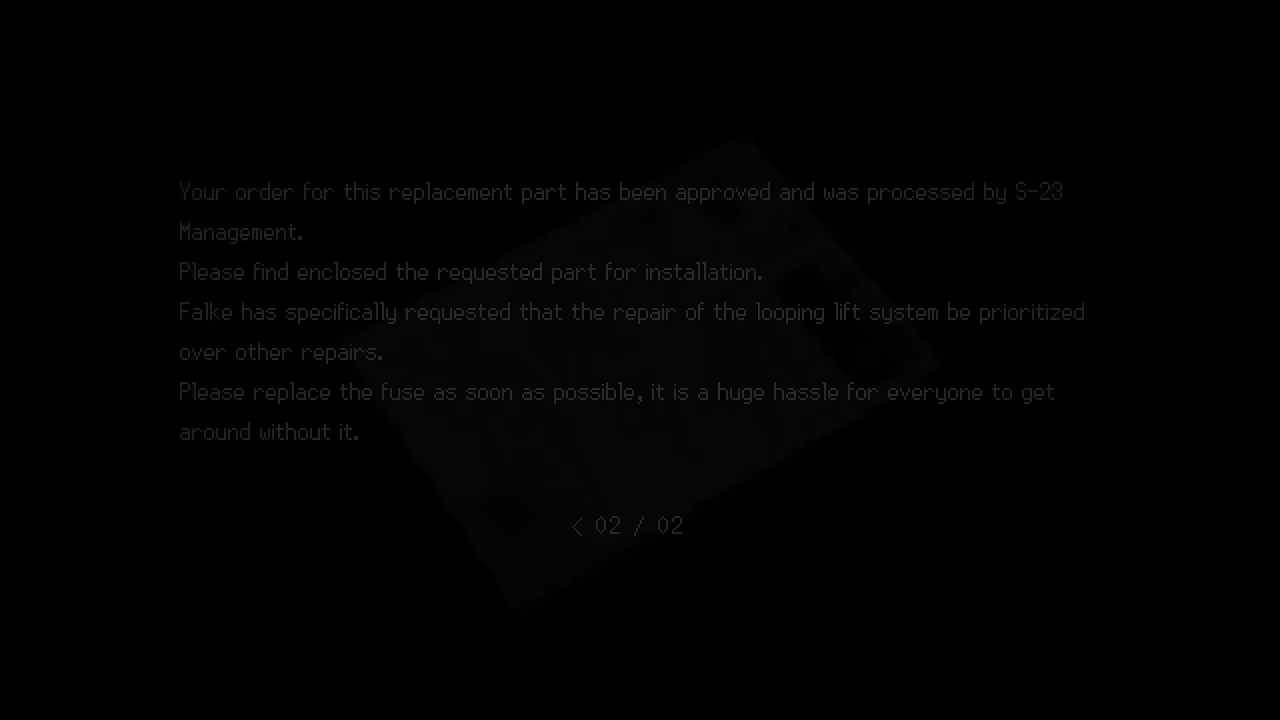 Your order for this replacement part has been approved and was processed by S-23
Management.
Please find enclosed the requested part for installation.
Falke has specifically requested that the repair of the looping lift system be prioritized
over other repairs.
Please replace the fuse as soon as possible, it is a huge hassle for everyone to get
around without it.
< 02 / 02